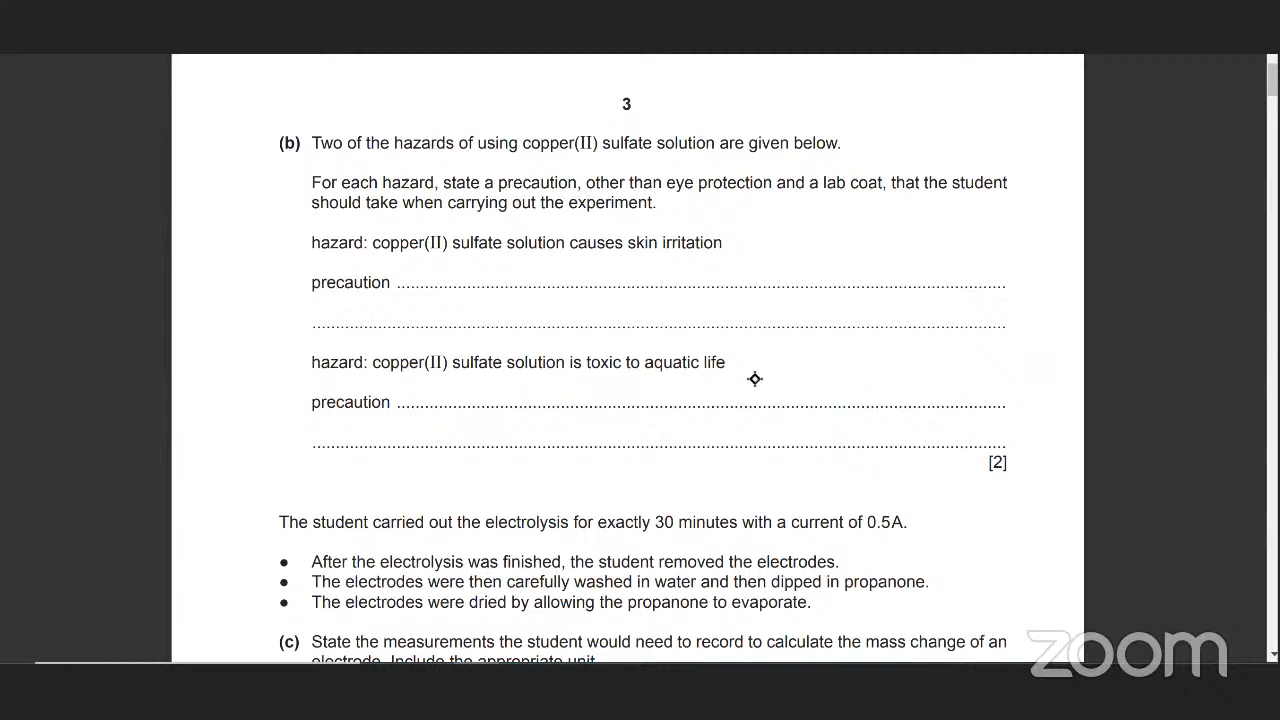 3
(b) Two of the hazards of using copper(II) sulfate solution are given below.
For each hazard, state a precaution, other than eye protection and a lab coat, that the student
should take when carrying out the experiment.
hazard: copper(II) sulfate solution causes skin irritation
precaution ..........................................................................................................................................
..........................................................................................................................................
hazard: copper(II) sulfate solution is toxic to aquatic life
precaution ..........................................................................................................................................
..........................................................................................................................................
[2]
The student carried out the electrolysis for exactly 30 minutes with a current of 0.5A.
● After the electrolysis was finished, the student removed the electrodes.
● The electrodes were then carefully washed in water and then dipped in propanone.
● The electrodes were dried by allowing the propanone to evaporate.
(c) State the measurements the student would need to record to calculate the mass change of an
electrode. Include the appropriate unit.
zoom